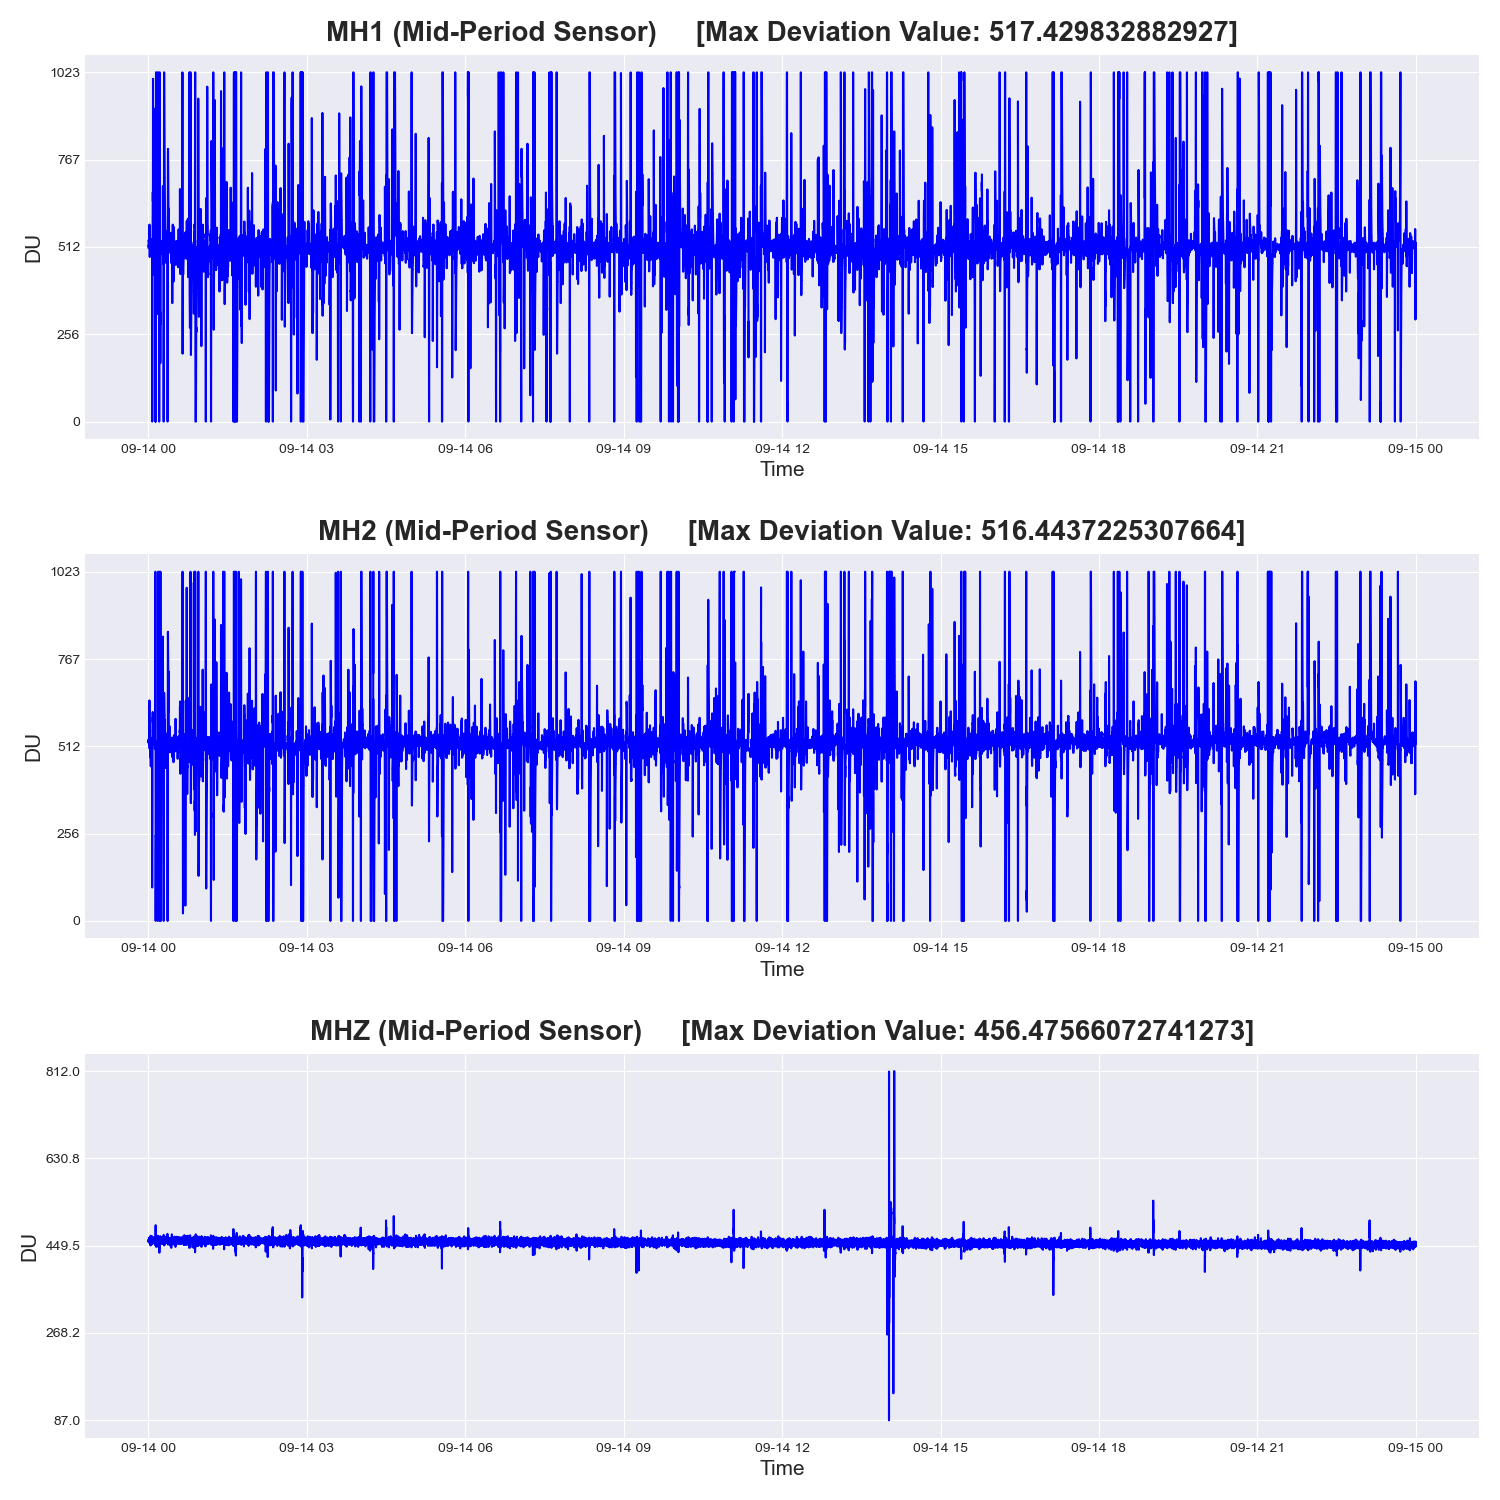 MH1 (Mid-Period Sensor) [Max Deviation Value: 517.429832882927]
1023
767
512
256
0
DU
09-14 00 09-14 03 09-14 06 09-14 09 09-14 12 09-14 15 09-14 18 09-14 21 09-15 00
Time
MH2 (Mid-Period Sensor) [Max Deviation Value: 516.4437225307664]
1023
767
512
256
0
DU
09-14 00 09-14 03 09-14 06 09-14 09 09-14 12 09-14 15 09-14 18 09-14 21 09-15 00
Time
MHZ (Mid-Period Sensor) [Max Deviation Value: 456.47566072741273]
812.0
630.8
449.5
268.2
87.0
DU
09-14 00 09-14 03 09-14 06 09-14 09 09-14 12 09-14 15 09-14 18 09-14 21 09-15 00
Time